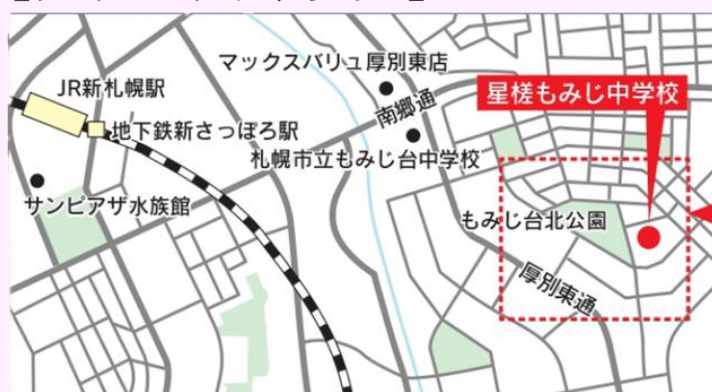 マックスバリュ厚別東店
JR新札幌駅
星槎もみじ中学校
南郷通
地下鉄新さっぽろ駅
札幌市立もみじ台中学校
サンピアザ水族館
もみじ台北公園
厚別東通